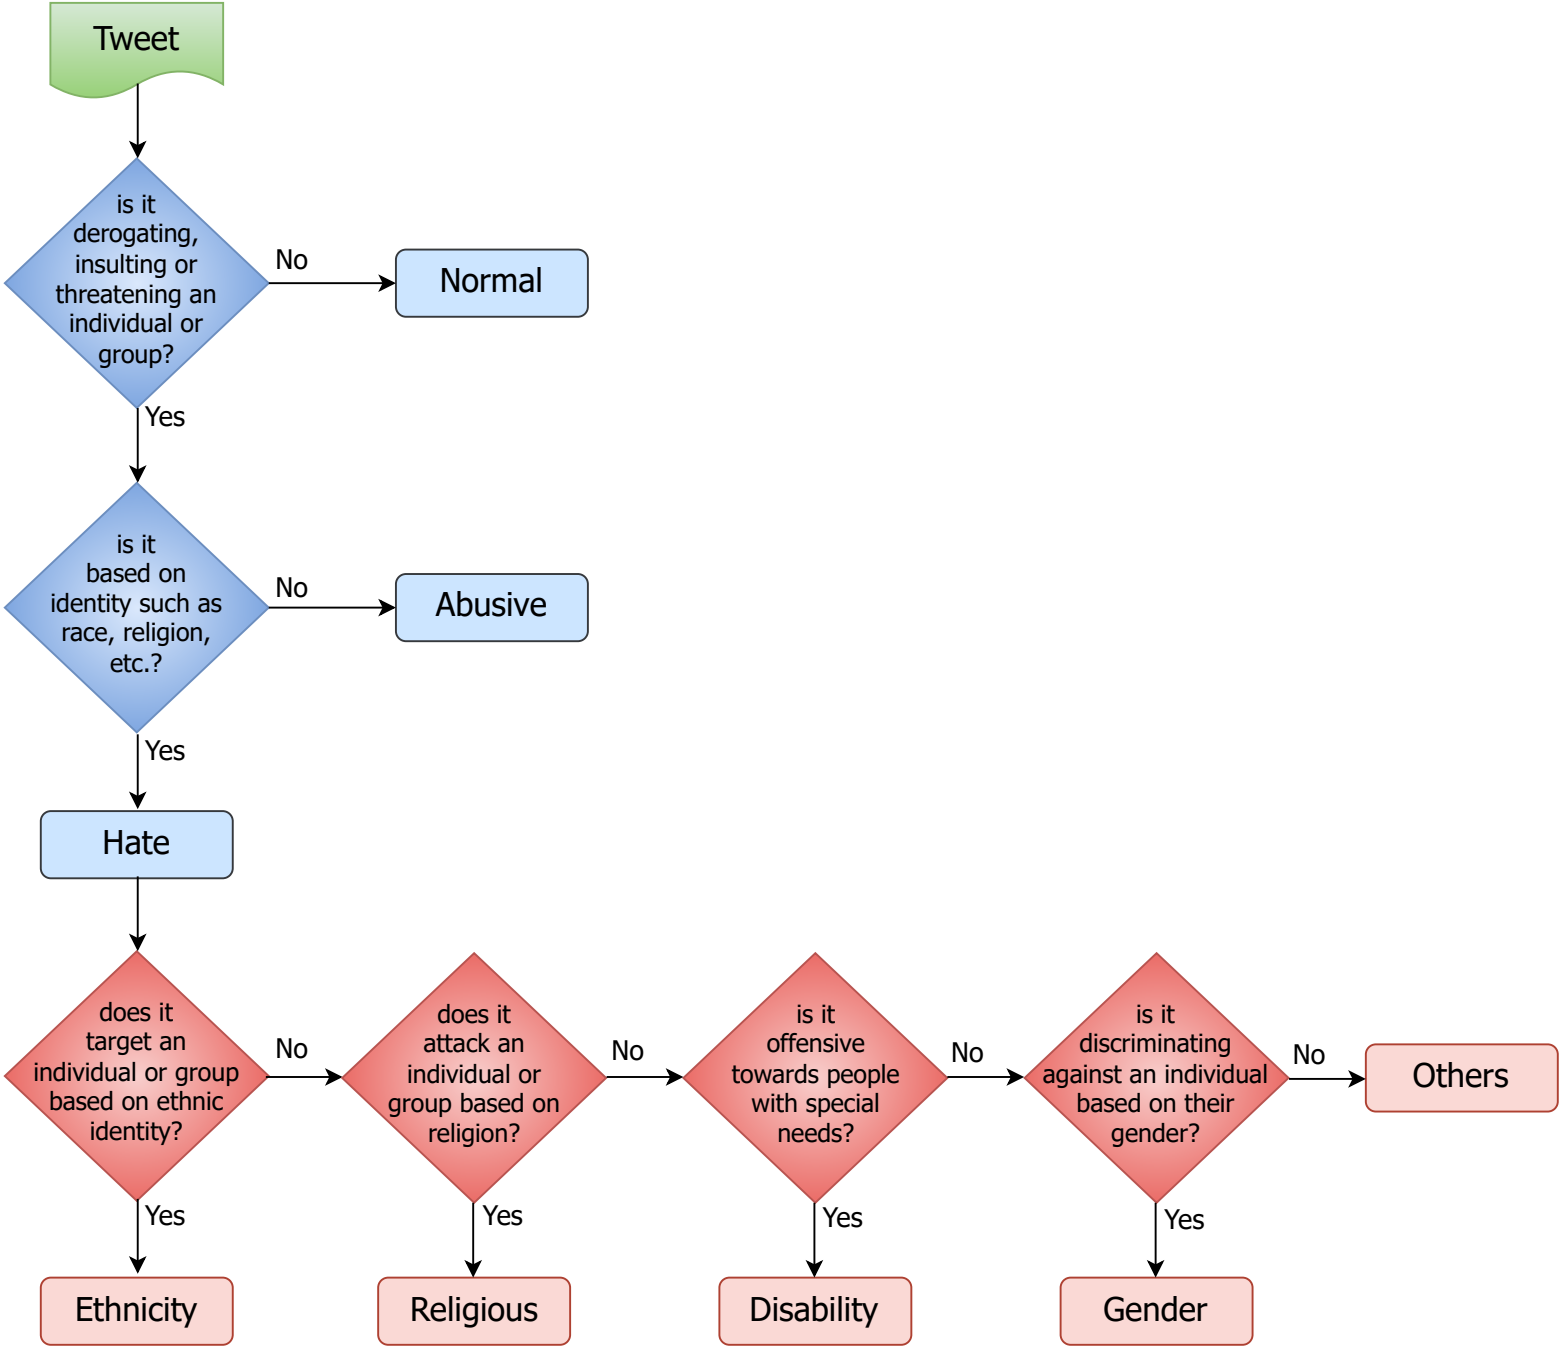 Tweet
is it
derogating,
insulting or
threatening an
individual or
group?
No
Normal
Yes
is it
based on
identity such as
race, religion,
etc.?
No
Abusive
Yes
Hate
does it
target an
individual or group
based on ethnic
identity?
No
does it
attack an
individual or
group based on
religion?
No
is it
offensive
towards people
with special
needs?
No
is it
discriminating
against an individual
based on their
gender?
No
Others
Yes
Yes
Yes
Yes
Ethnicity
Religious
Disability
Gender